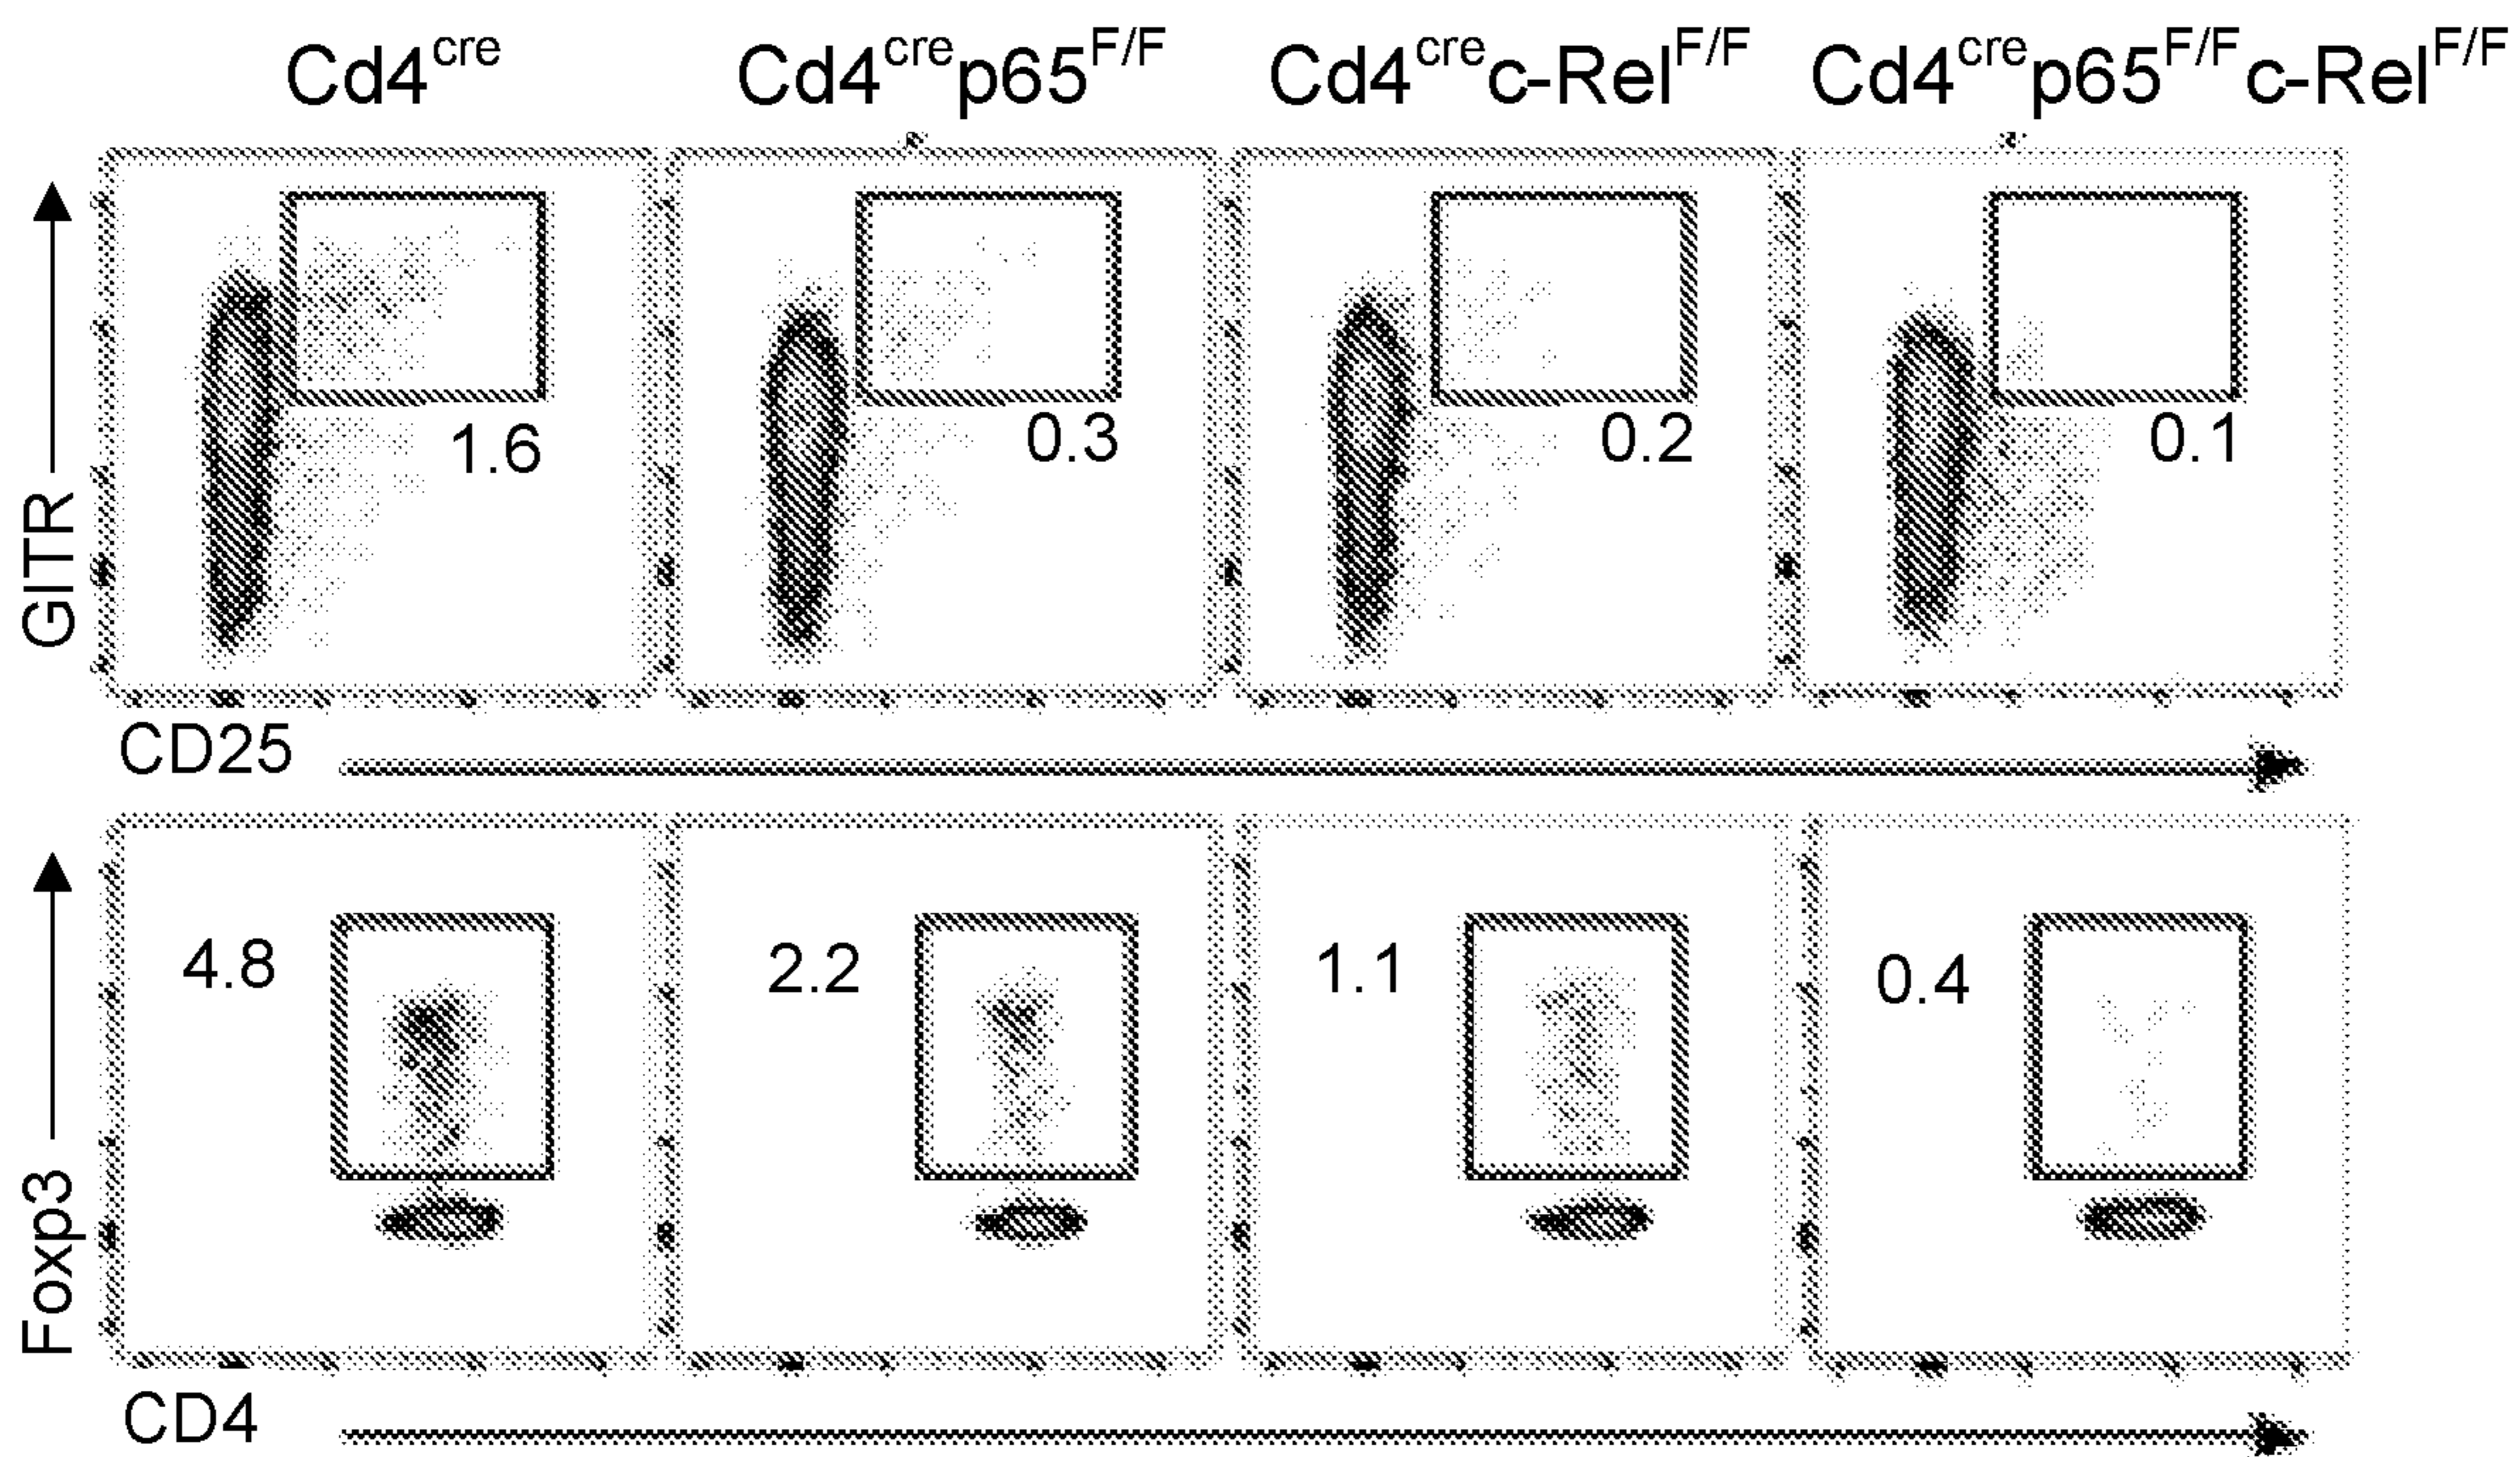 Cd4cre Cd4crep65F/F Cd4crec-RelF/F Cd4crep65F/Fc-RelF/F
GITR
1.6 0.3 0.2 0.1
CD25
Foxp3
4.8 2.2 1.1 0.4
CD4